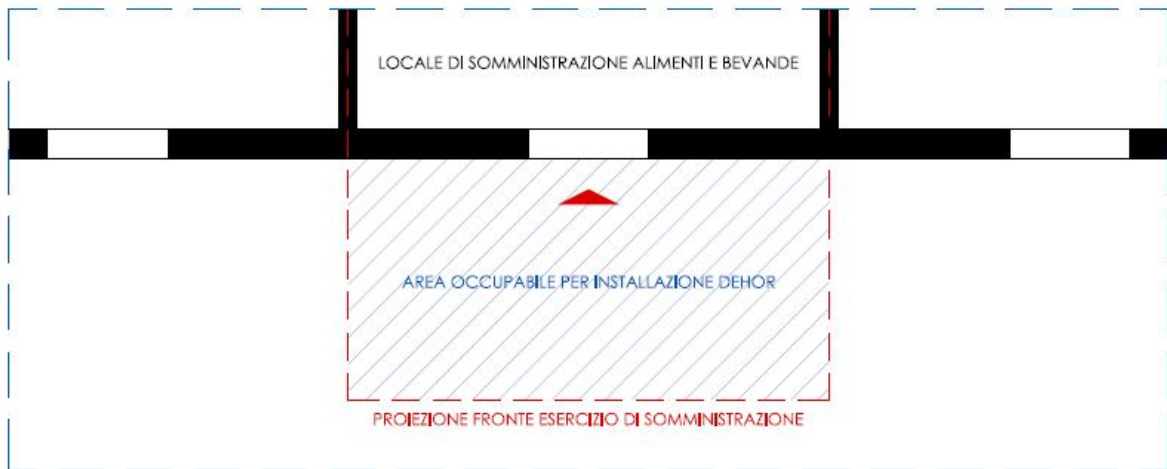 LOCALE DI SOMMINISTRAZIONE ALIMENTI E BEVANDE
AREA OCCUPABILE PER INSTALLAZIONE DEHOR
PROIEZIONE FRONTE ESERCIZIO DI SOMMINISTRAZIONE